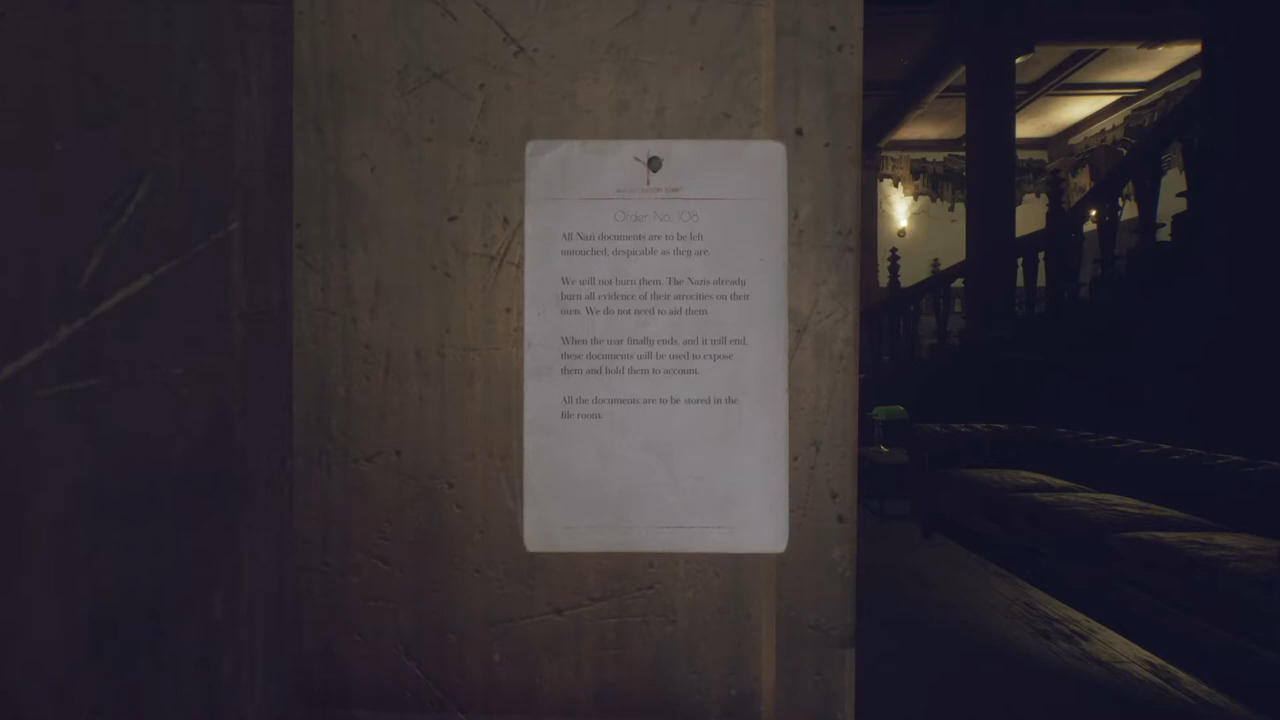 Order No. 108
All Nazi documents are to be left
untouched, despicable as they are.
We will not burn them. The Nazis already
burn all evidence of their atrocities on their
own. We do not need to aid them.
When the war finally ends, and it will end,
these documents will be used to expose
them and hold them to account.
All the documents are to be stored in the
file room.